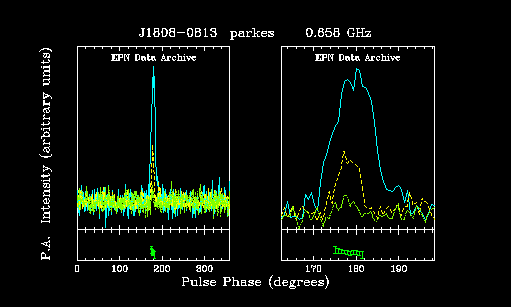 J1808-0813 parkes 0.658 GHz
EPN Data Archive EPN Data Archive
P.A. Intensity (arbitrary units)
0 100 200 300 170 180 190
Pulse Phase (degrees)